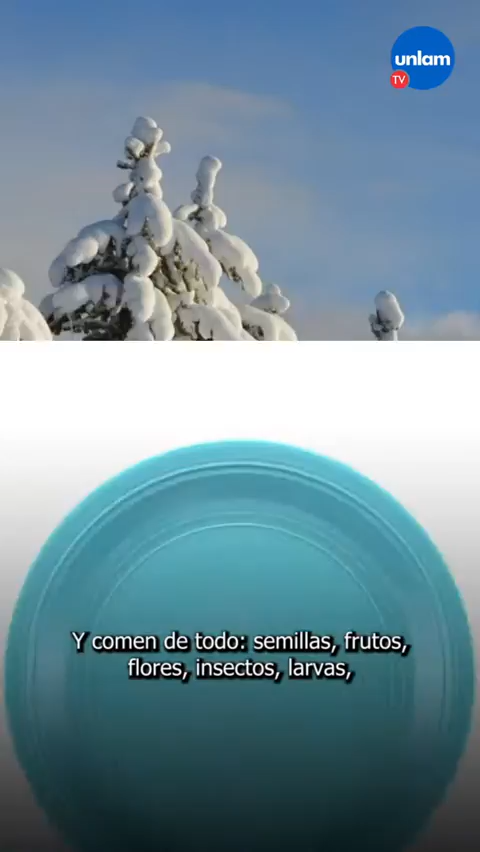 unlam
TV
Y comen de todo: semillas, frutos,
flores, insectos, larvas,